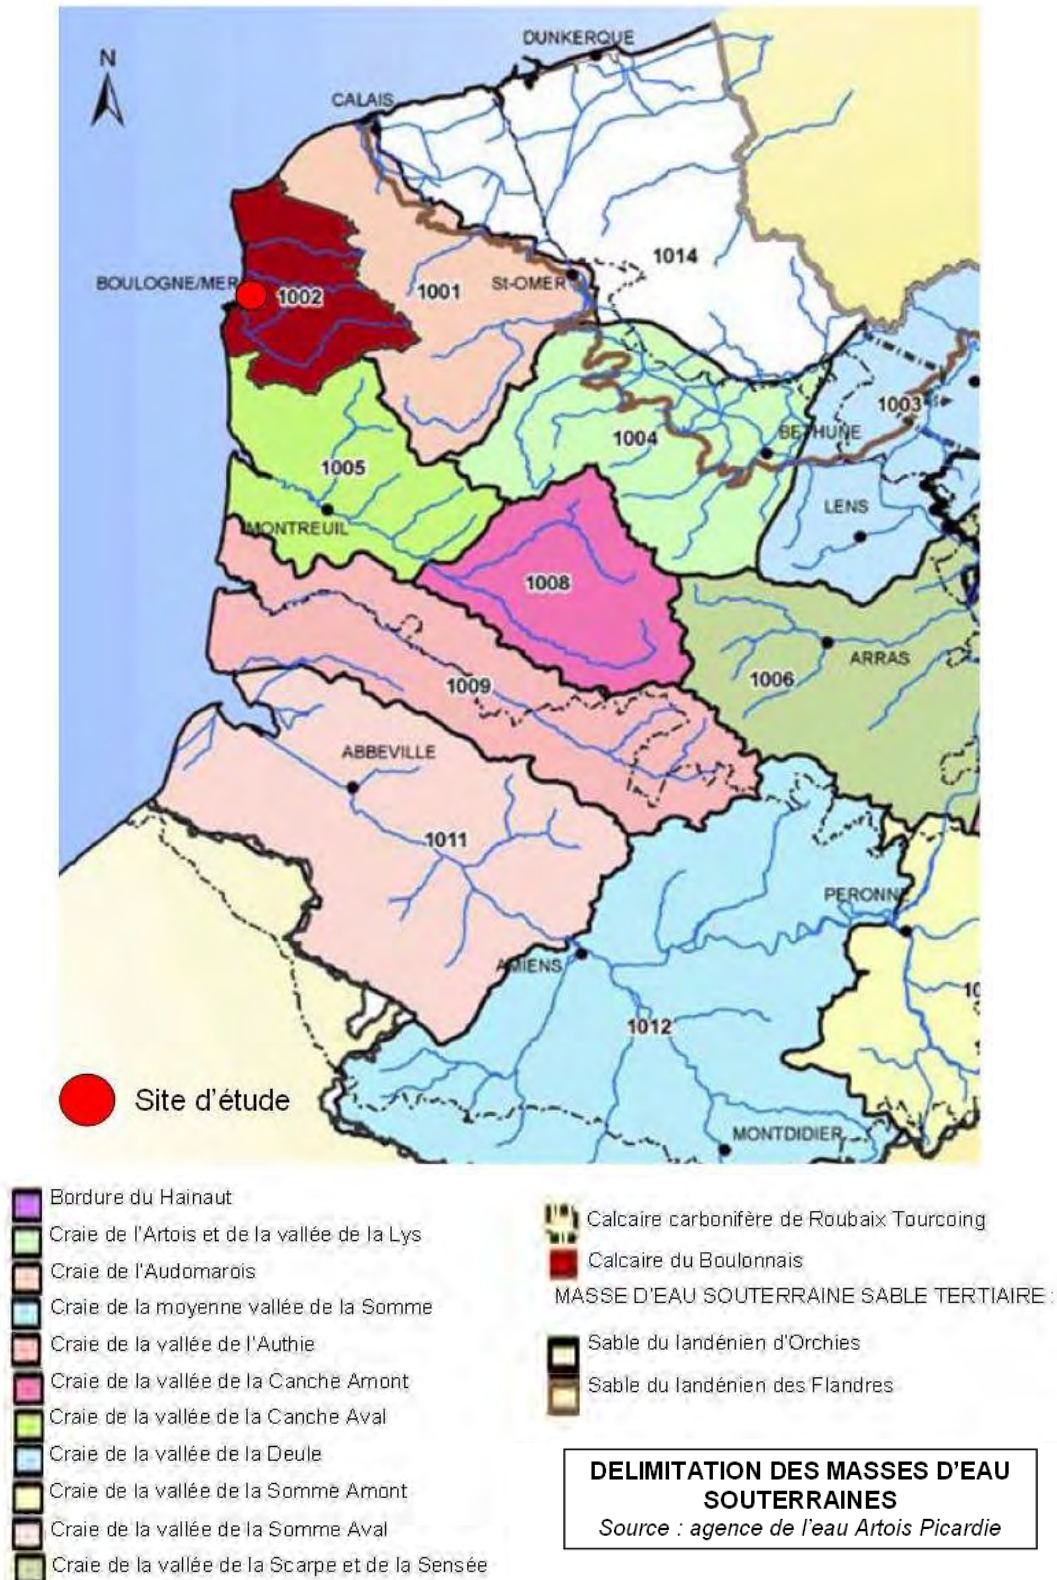 DUNKERQUE
N
CALAIS
1014
BOULOGNE/MER
1002
1001
St-OMER
1003
1004
BETHUNE
1005
LENS
MONTREUIL
1008
ARRAS
1006
1009
ABBEVILLE
1011
PERONNE
AMIENS
10
1012
Site d'étude
MONTDIDIER
Bordure du Hainaut
Craie de l'Artois et de la vallée de la Lys
Craie de l'Audomarois
Craie de la moyenne vallée de la Somme
Craie de la vallée de l'Authie
Craie de la vallée de la Canche Amont
Craie de la vallée de la Canche Aval
Craie de la vallée de la Deule
Craie de la vallée de la Somme Amont
Craie de la vallée de la Somme Aval
Craie de la vallée de la Scarpe et de la Sensée
Calcaire carbonifère de Roubaix Tourcoing
Calcaire du Boulonnais
MASSE D'EAU SOUTERRAINE SABLE TERTIAIRE :
Sable du landénien d'Orchies
Sable du landénien des Flandres
DELIMITATION DES MASSES D'EAU
SOUTERRAINES
Source : agence de l'eau Artois Picardie